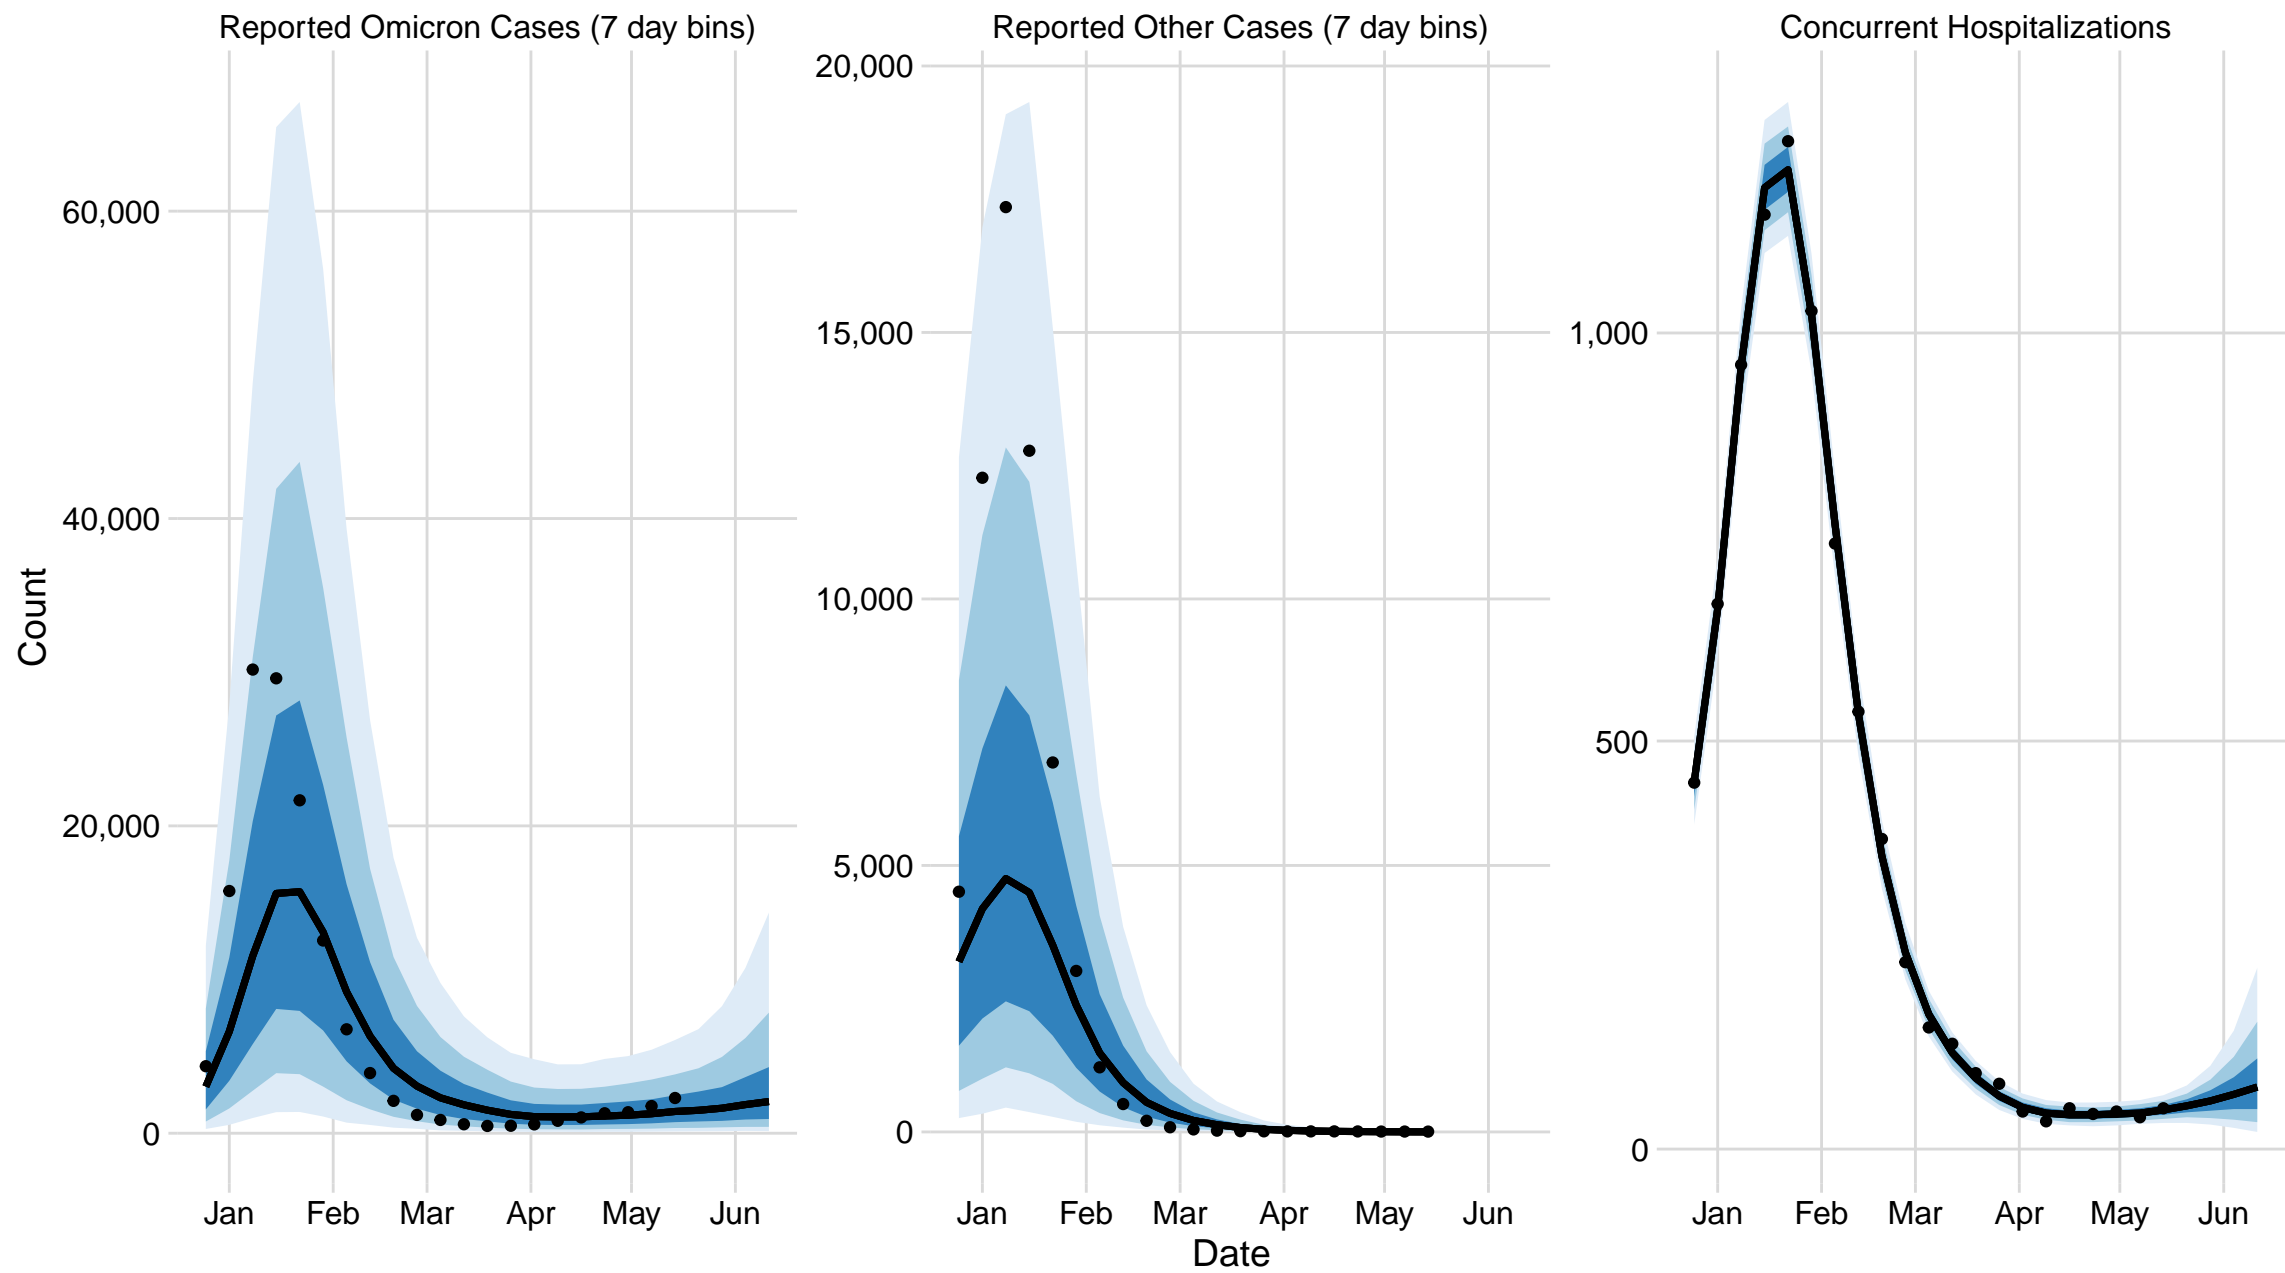 Reported Omicron Cases (7 day bins)
Reported Other Cases (7 day bins)
Concurrent Hospitalizations
Count
60,000
40,000
20,000
0
Jan Feb Mar Apr May Jun
20,000
15,000
10,000
5,000
0
Jan Feb Mar Apr May Jun
1,000
500
0
Jan Feb Mar Apr May Jun
Date